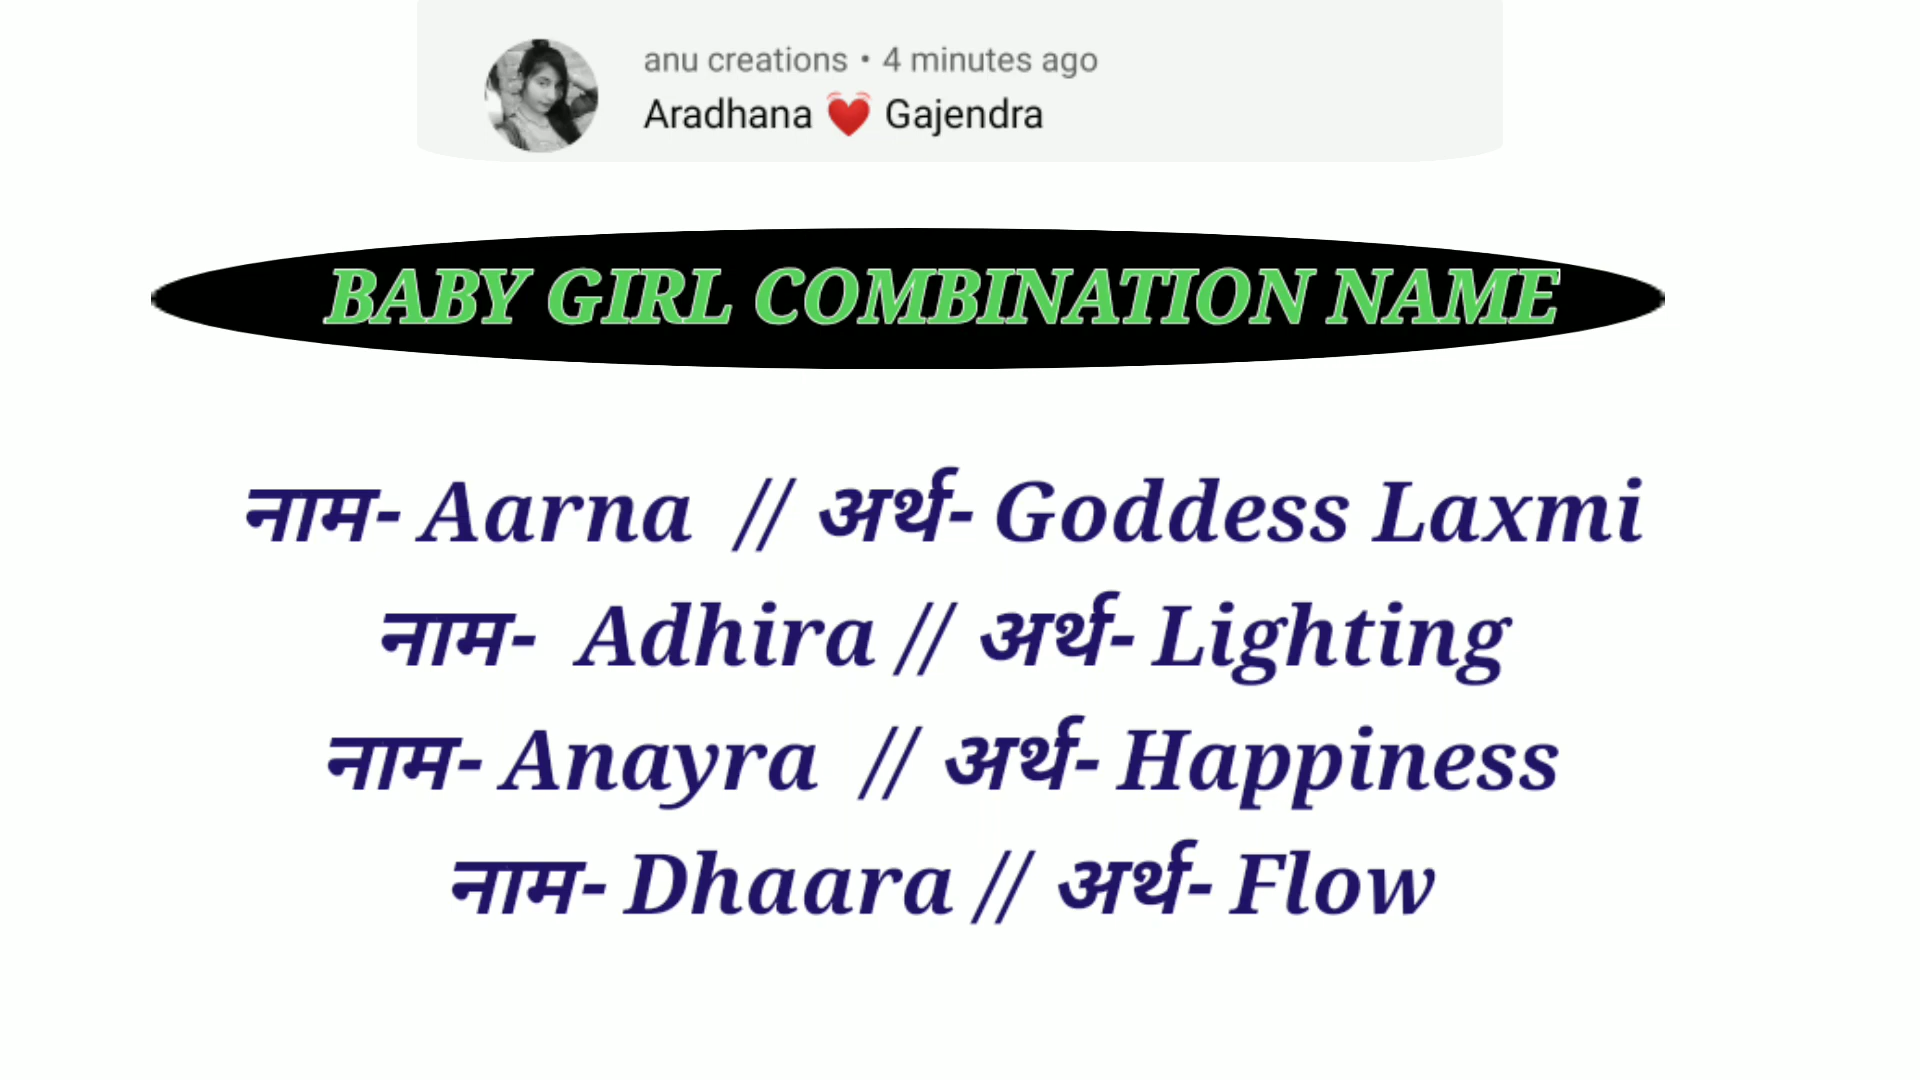 anu creations • 4 minutes ago
Aradhana 💓 Gajendra
BABY GIRL COMBINATION NAME
नाम- Aarna // अर्थ- Goddess Laxmi
नाम- Adhira // अर्थ- Lighting
नाम- Anayra // अर्थ- Happiness
नाम- Dhaara // अर्थ- Flow